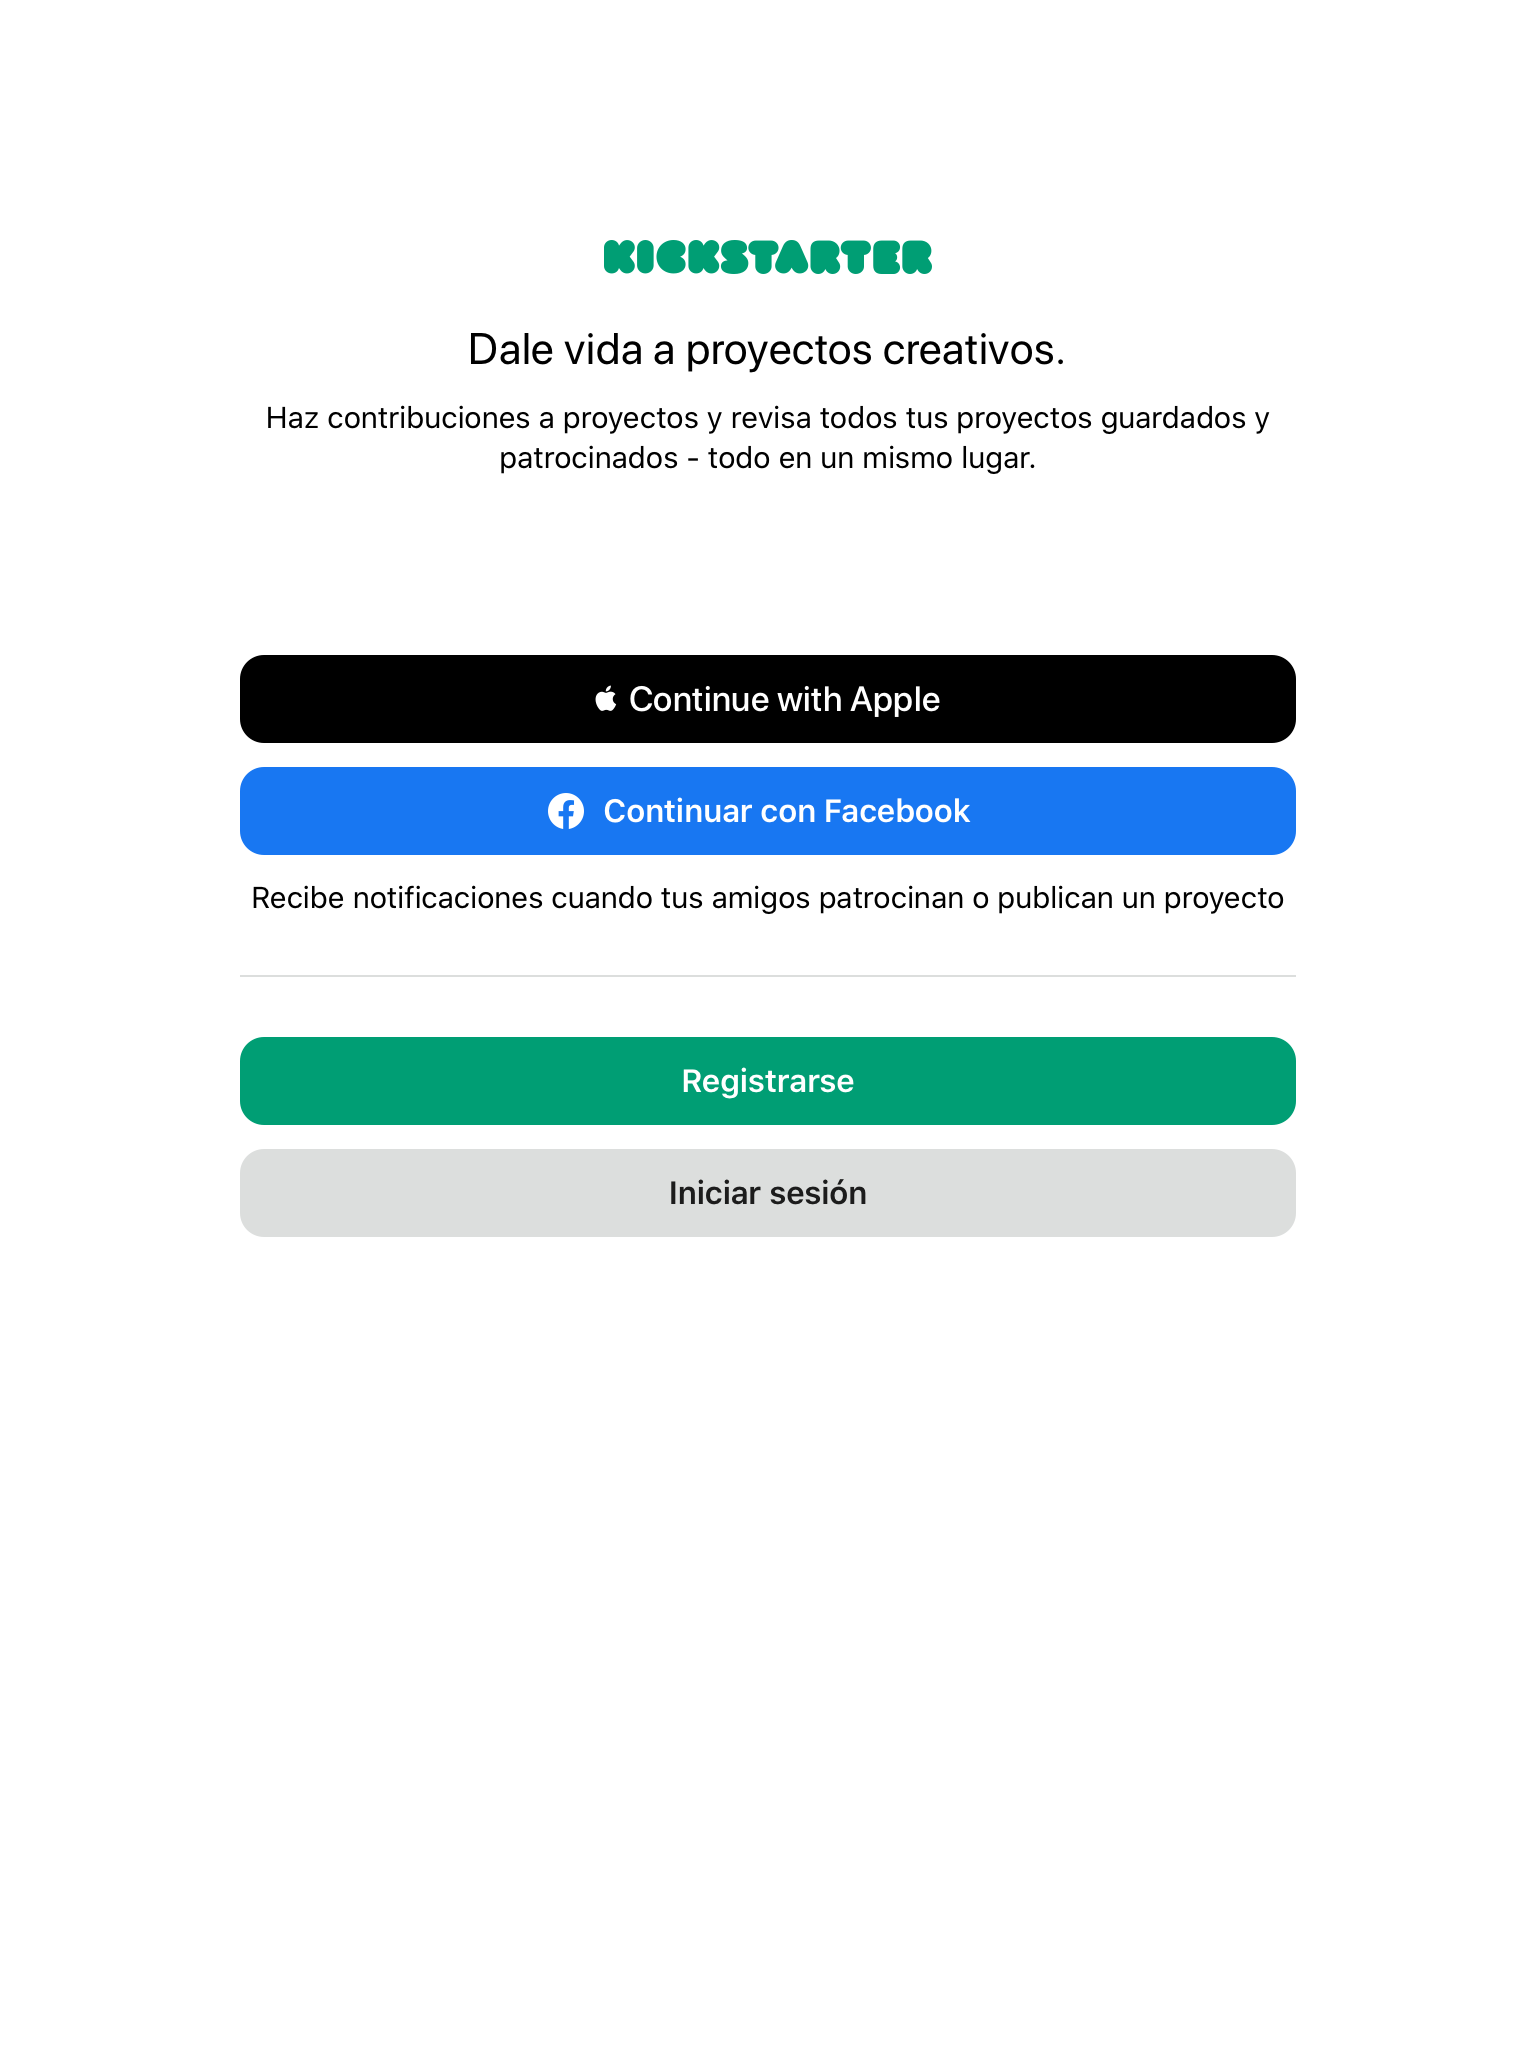 KICKSTARTER
Dale vida a proyectos creativos.
Haz contribuciones a proyectos y revisa todos tus proyectos guardados y
patrocinados - todo en un mismo lugar.
Continue with Apple
Continuar con Facebook
Recibe notificaciones cuando tus amigos patrocinan o publican un proyecto
Registrarse
Iniciar sesión